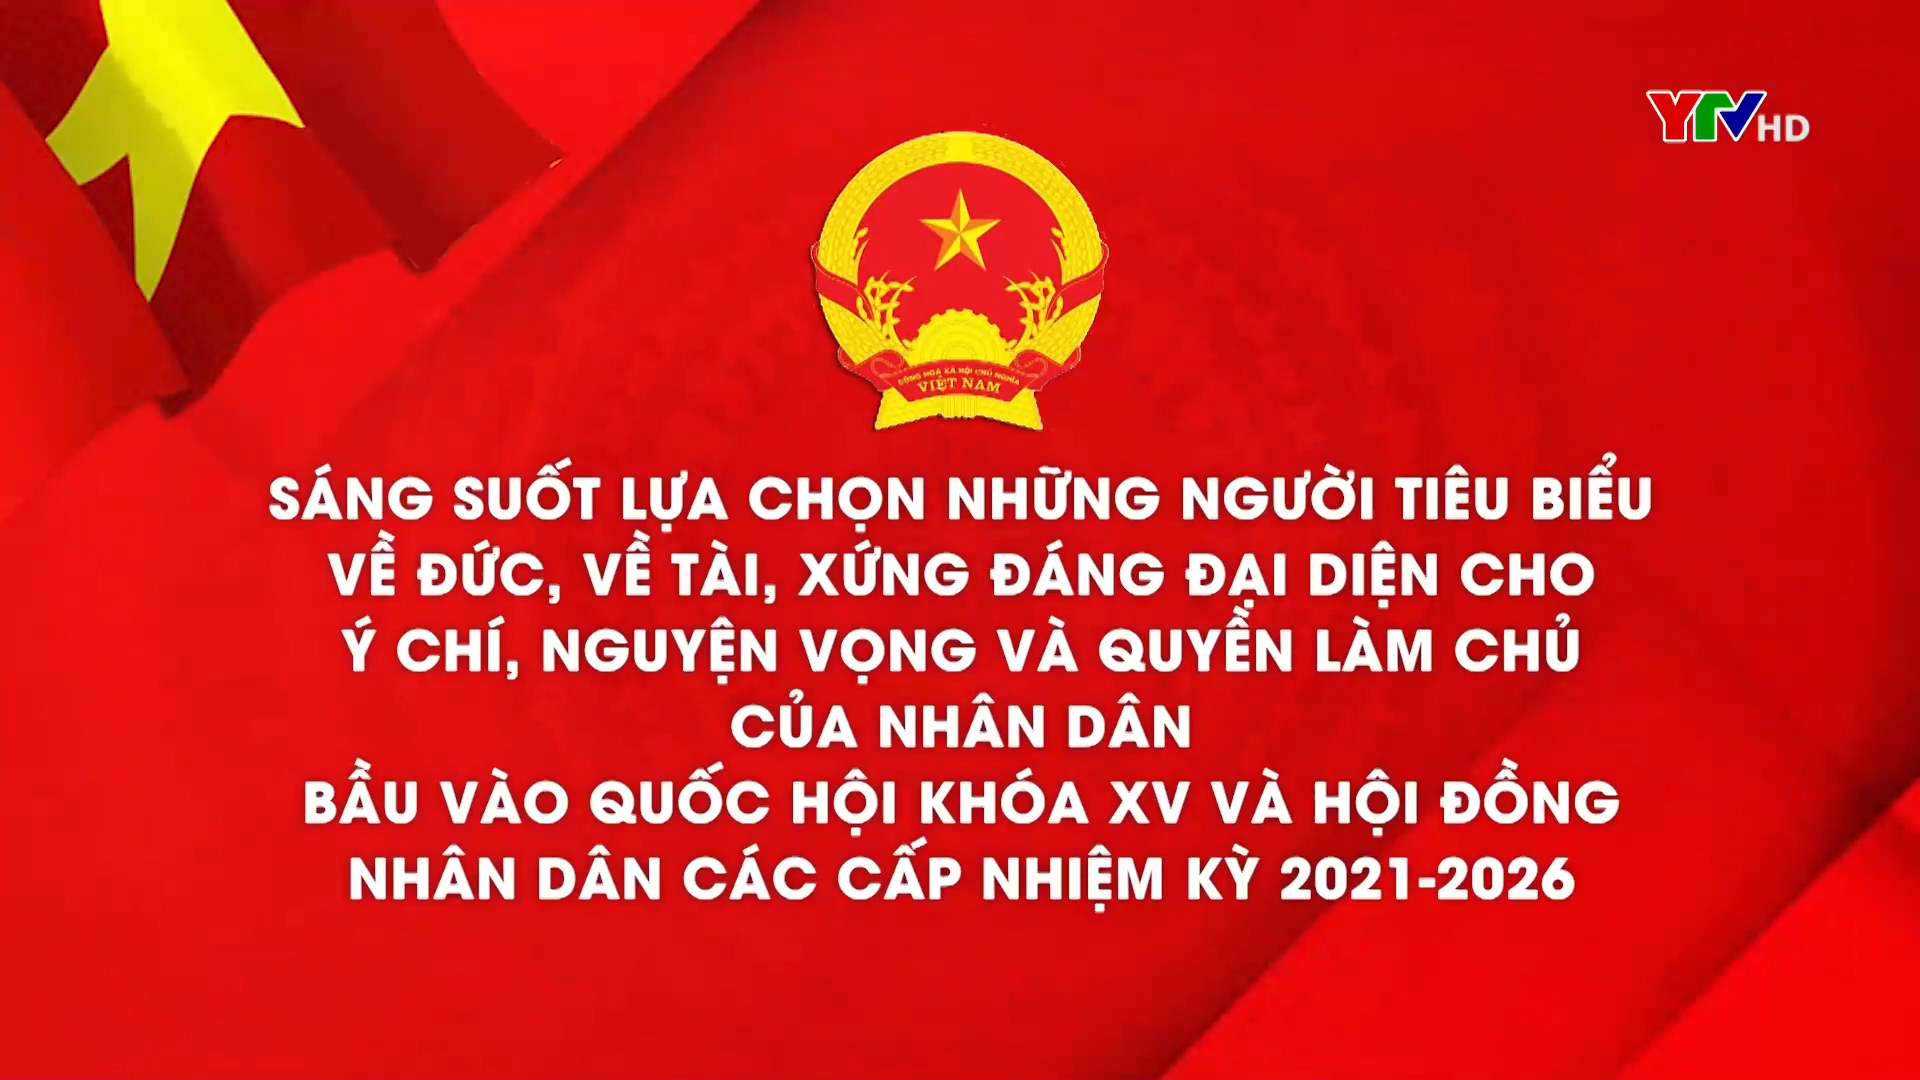 YTV HD
CỘNG HÒA XÃ HỘI CHỦ NGHĨA
VIỆT NAM
SÁNG SUỐT LỰA CHỌN NHỮNG NGƯỜI TIÊU BIỂU
VỀ ĐỨC, VỀ TÀI, XỨNG ĐÁNG ĐẠI DIỆN CHO
Ý CHÍ, NGUYỆN VỌNG VÀ QUYỀN LÀM CHỦ
CỦA NHÂN DÂN
BẦU VÀO QUỐC HỘI KHÓA XV VÀ HỘI ĐỒNG
NHÂN DÂN CÁC CẤP NHIỆM KỲ 2021-2026